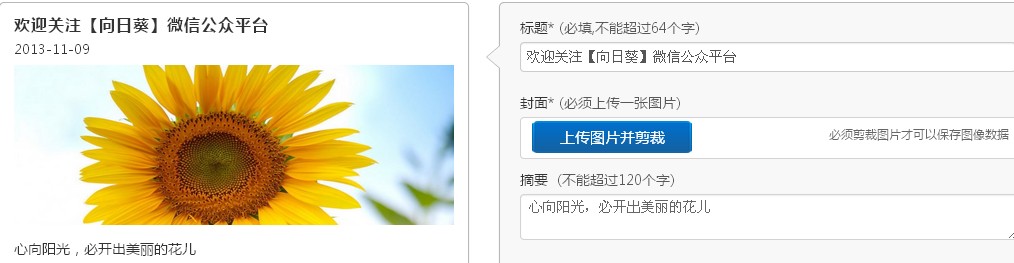 欢迎关注【向日葵】微信公众平台
2013-11-09
心向阳光，必开出美丽的花儿
标题* (必填,不能超过64个字)
欢迎关注【向日葵】微信公众平台
封面* (必须上传一张图片)
上传图片并剪裁
必须剪裁图片才可以保存图像数据
摘要 (不能超过120个字)
心向阳光，必开出美丽的花儿